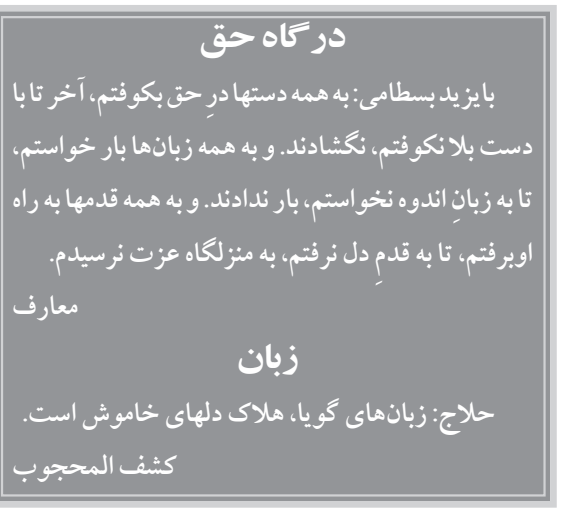 درگاه حق
بایزید بسطامی: به همه دستها درِ حق بکوفتم، آخر تا با
دست بلا نکوفتم، نگشادند. و به همه زبان‌ها بار خواستم،
تا به زبانِ اندوه نخواستم، بار ندادند. و به همه قدمها به راه
اوبرفتم، تا به قدمِ دل نرفتم، به منزلگاه عزت نرسیدم.
معارف
زبان
حلاج: زبان‌های گویا، هلاک دلهای خاموش است.
کشف المحجوب